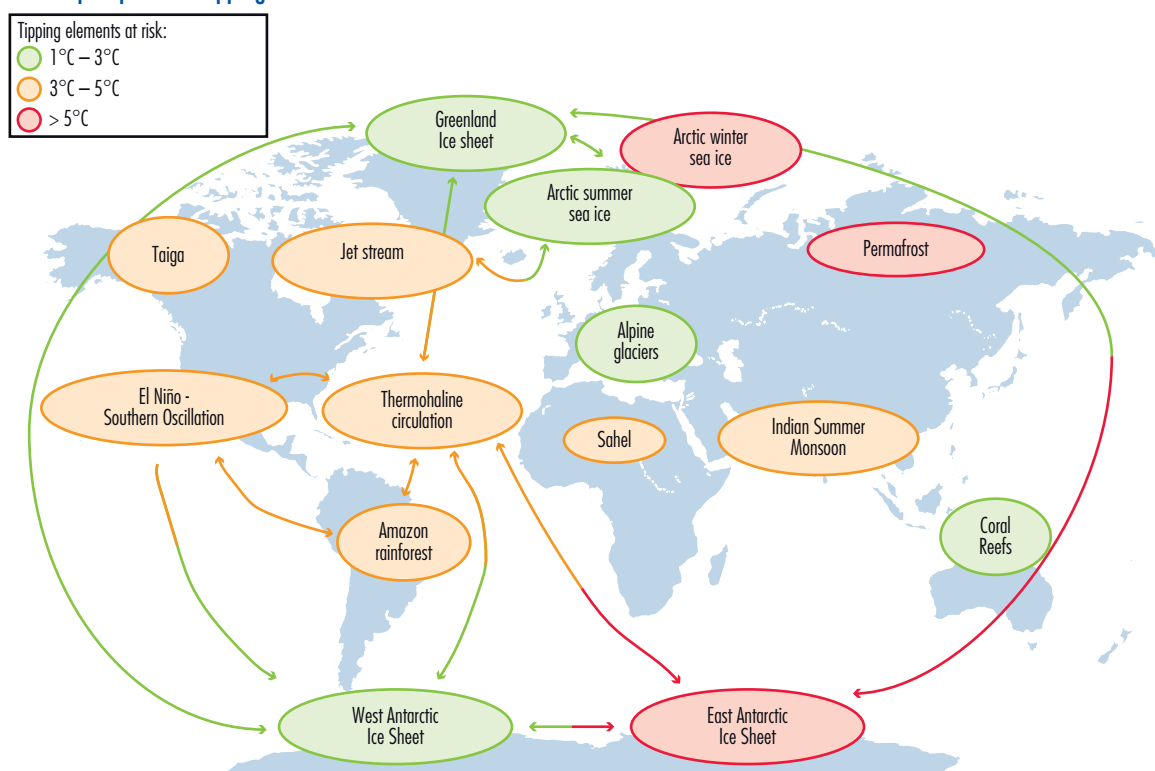 Tipping elements at risk:
1°C – 3°C
3°C – 5°C
> 5°C
Greenland
Ice sheet
Arctic winter
sea ice
Arctic summer
sea ice
Taiga
Jet stream
Permafrost
Alpine
glaciers
El Niño -
Southern Oscillation
Thermohaline
circulation
Sahel
Indian Summer
Monsoon
Amazon
rainforest
Coral
Reefs
West Antarctic
Ice Sheet
East Antarctic
Ice Sheet